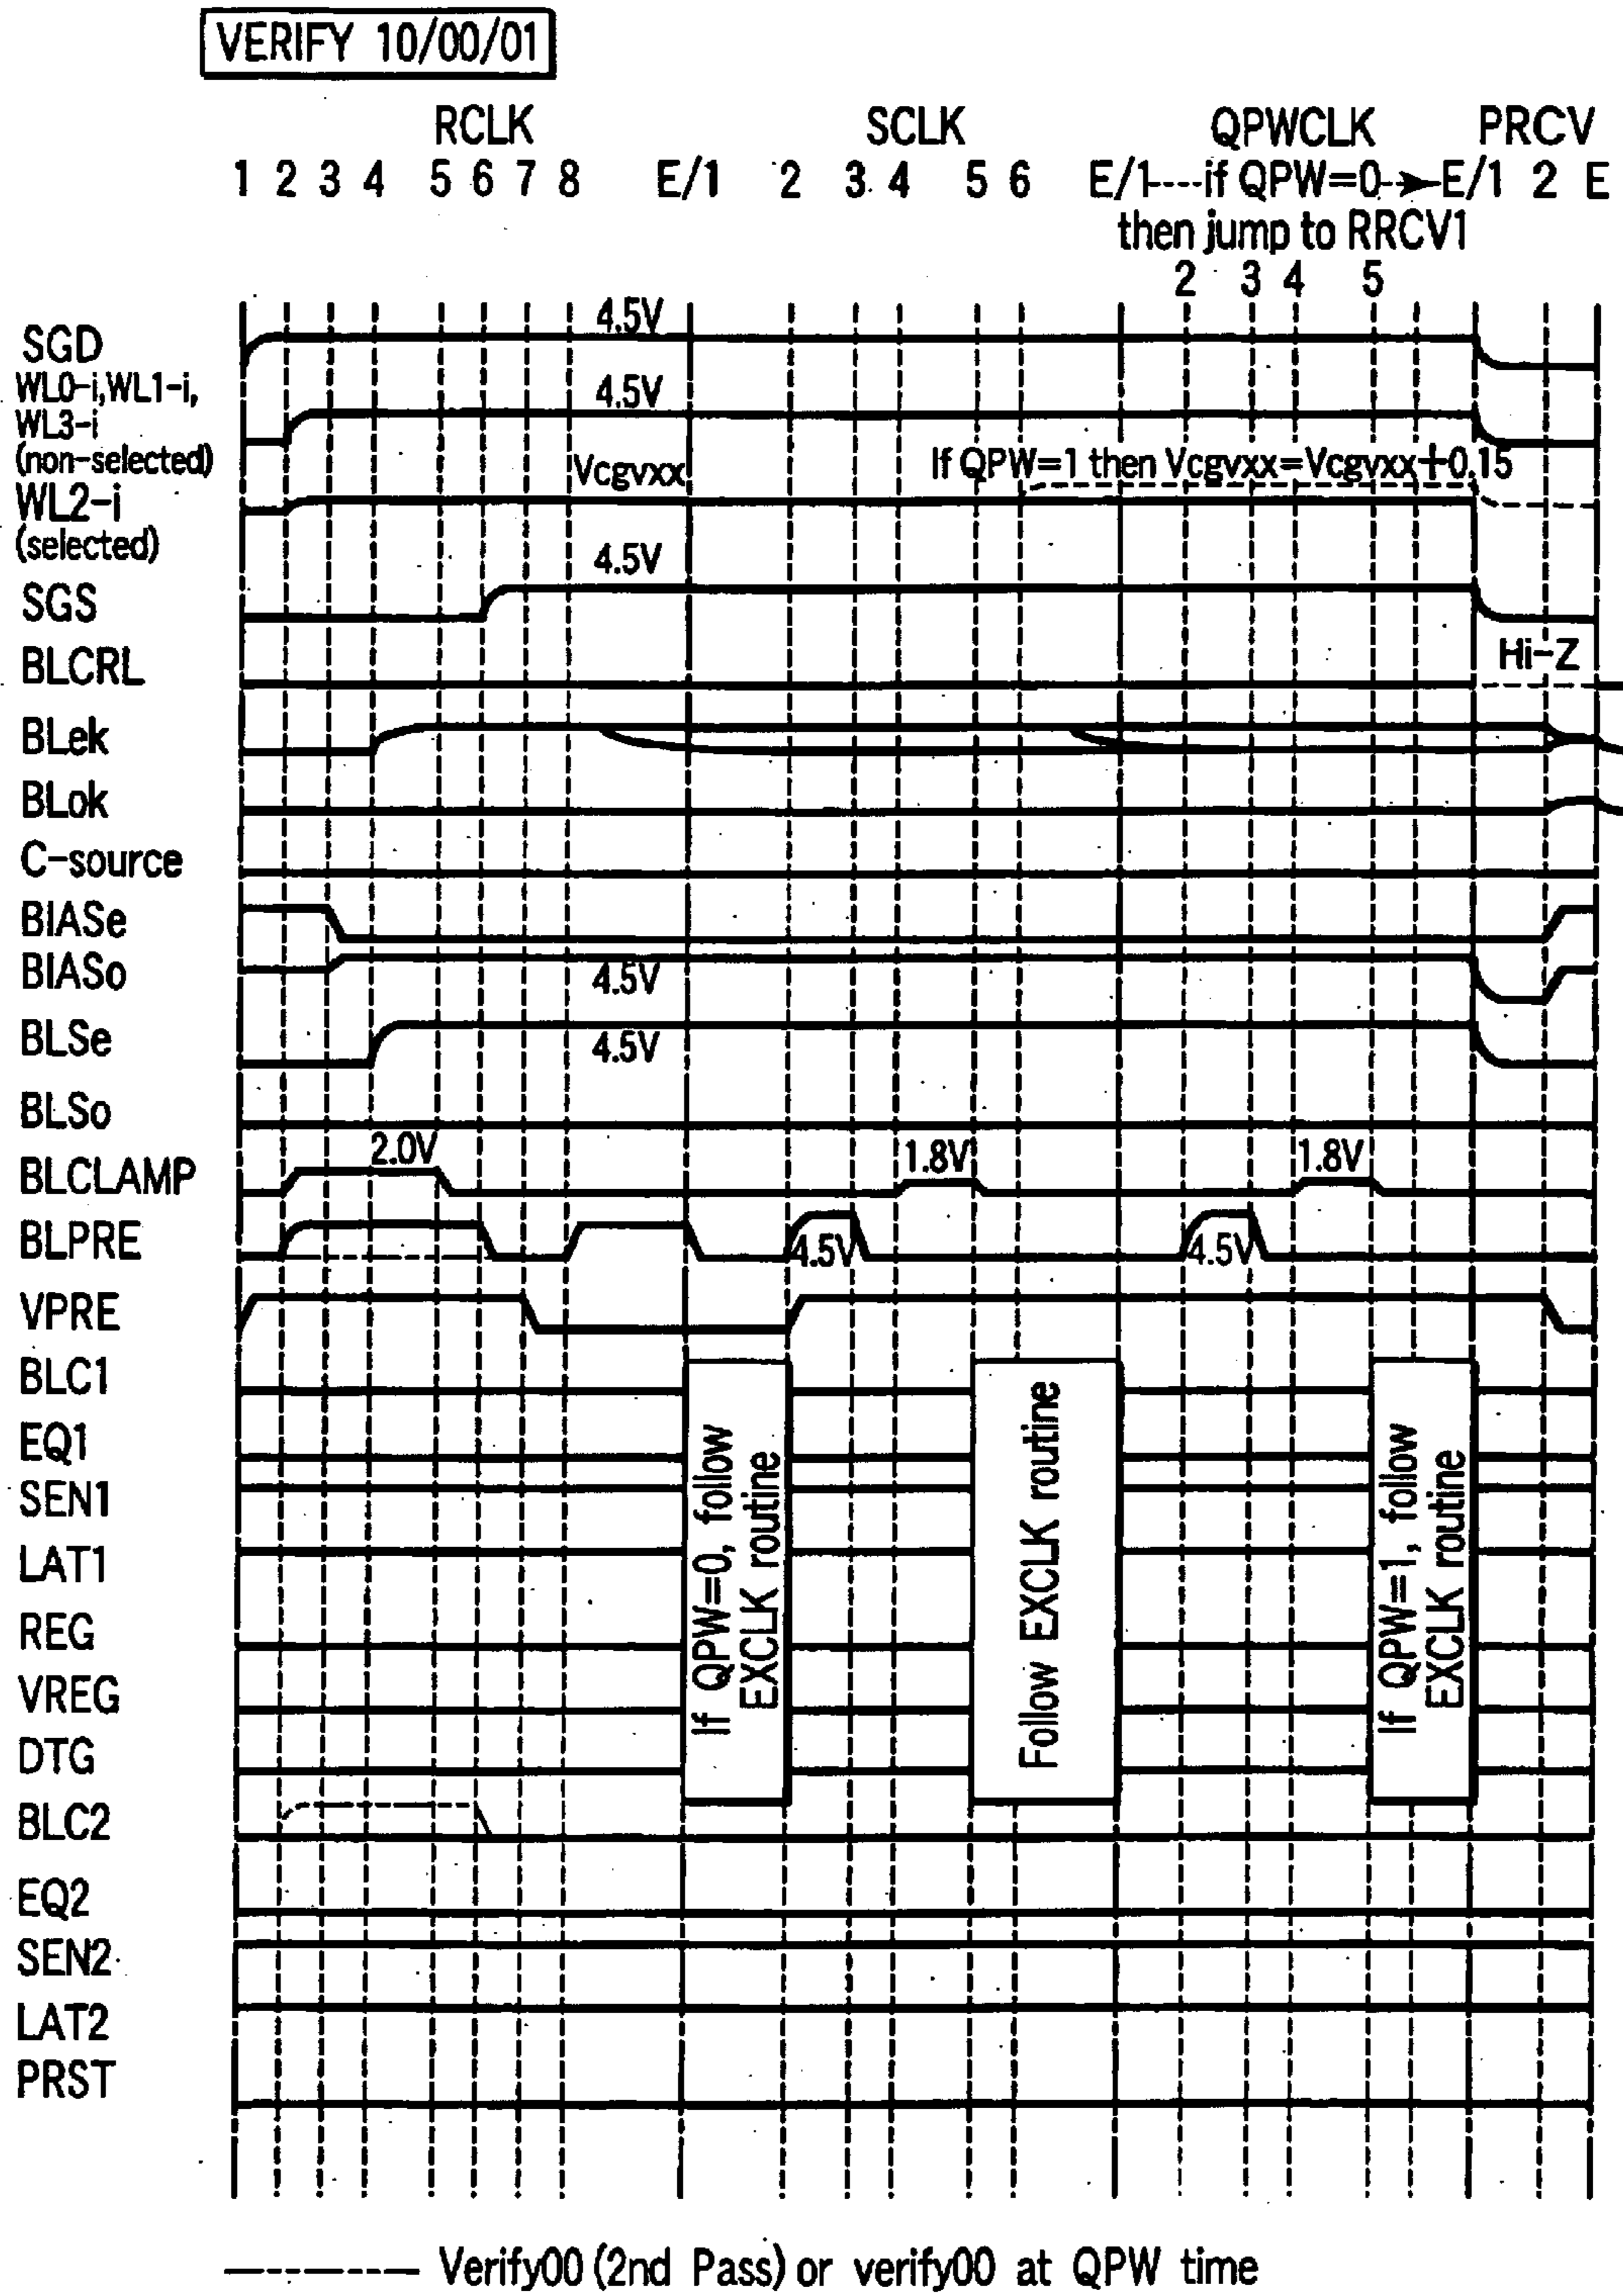 VERIFY 10/00/01
RCLK SCLK QPWCLK PRCV
1 2 3 4 5 6 7 8 E/1 2 3 4 5 6 E/1----if QPW=0-➤-E/1 2 E
then jump to RRCV1
2 3 4 5
SGD 4.5V
WL0-i,WL1-i,
WL3-i 4.5V
(non-selected)
Vcgvxx If QPW=1 then Vcgvxx=Vcgvxx+0.15
WL2-i
(selected)
SGS 4.5V
BLCRL Hi-Z
BLek
BLok
C-source
BIASe
BIASo 4.5V
BLSe 4.5V
BLSo
BLCLAMP 2.0V 1.8V 1.8V
BLPRE 4.5V 4.5V
VPRE
BLC1
EQ1
SEN1
LAT1
REG
VREG
DTG
If QPW=0, follow
EXCLK routine
Follow EXCLK routine
If QPW=1, follow
EXCLK routine
BLC2
EQ2
SEN2
LAT2
PRST
Verify00 (2nd Pass) or verify00 at QPW time